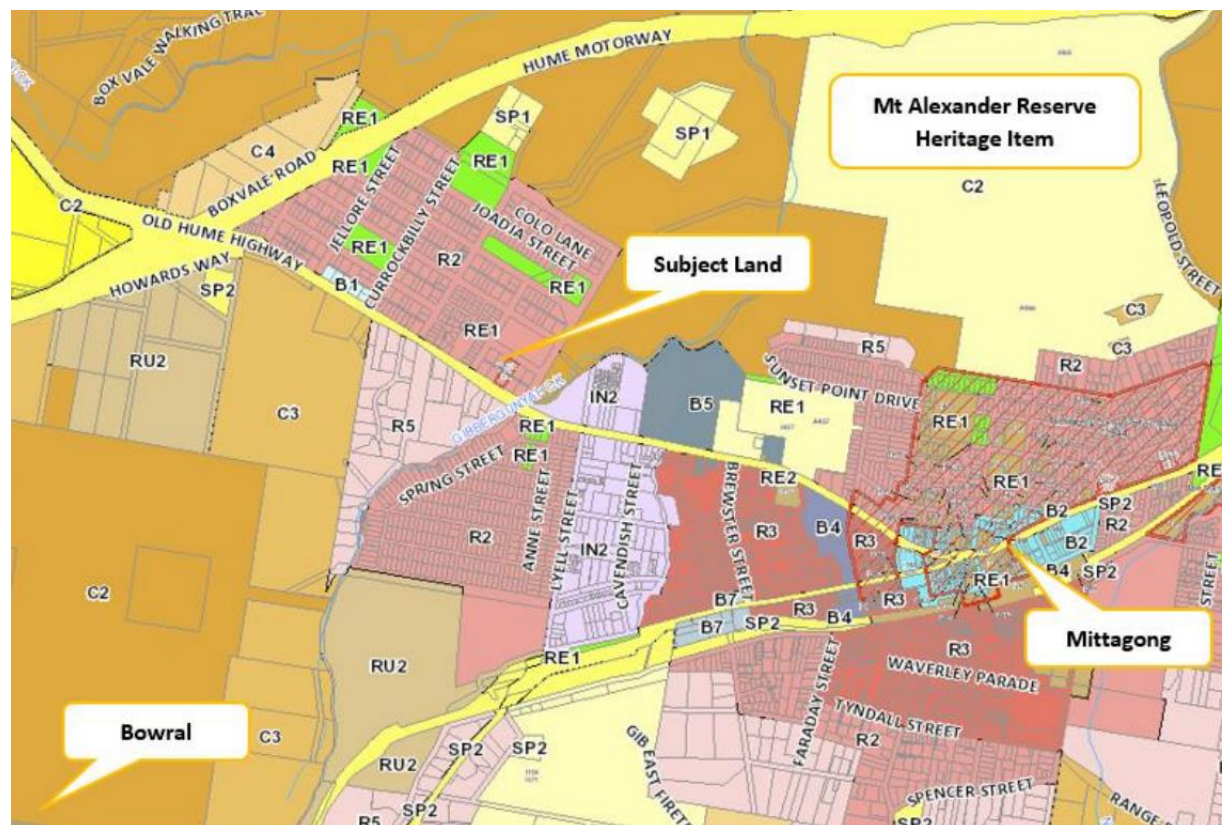 BOX VALE WALKING TRAC
HUME MOTORWAY
Mt Alexander Reserve
Heritage Item
SP1
SP1
RE1
C4
RE1
RE1
C2
BOXVALE ROAD
JELLORE STREET
CURROCKBILLY STREET
COLO LANE
JOADJA STREET
LEOPOLD STREET
C2
OLD HUME HIGHWAY
RE1
R2
Subject Land
HOWARDS WAY
SP2
B1
RE1
C3
RE1
C3
RU2
R5
R2
C3
SUNSET POINT DRIVE
IN2
B5
RE1
RE1
R5
GIBBERGUNYAH CK
RE1
RE1
SPRING STREET
RE1
RE2
RE
ANNE STREET
LYELL STREET
CAVENDISH STREET
BREWSTER STREET
R3
B4
R3
B2
SP2
R2
R2
IN2
B2
B4
SP2
RE1
C2
B7
R3
R3
B7
SP2
B4
STREET
Mittagong
RU2
RE1
R3
WAVERLEY PARADE
FARADAY STREET
TYNDALL STREET
Bowral
C3
SP2
SP2
R2
GIB EAST FIRET
RU2
SPENCER STREET
R5
SP2
SP2
RANGE